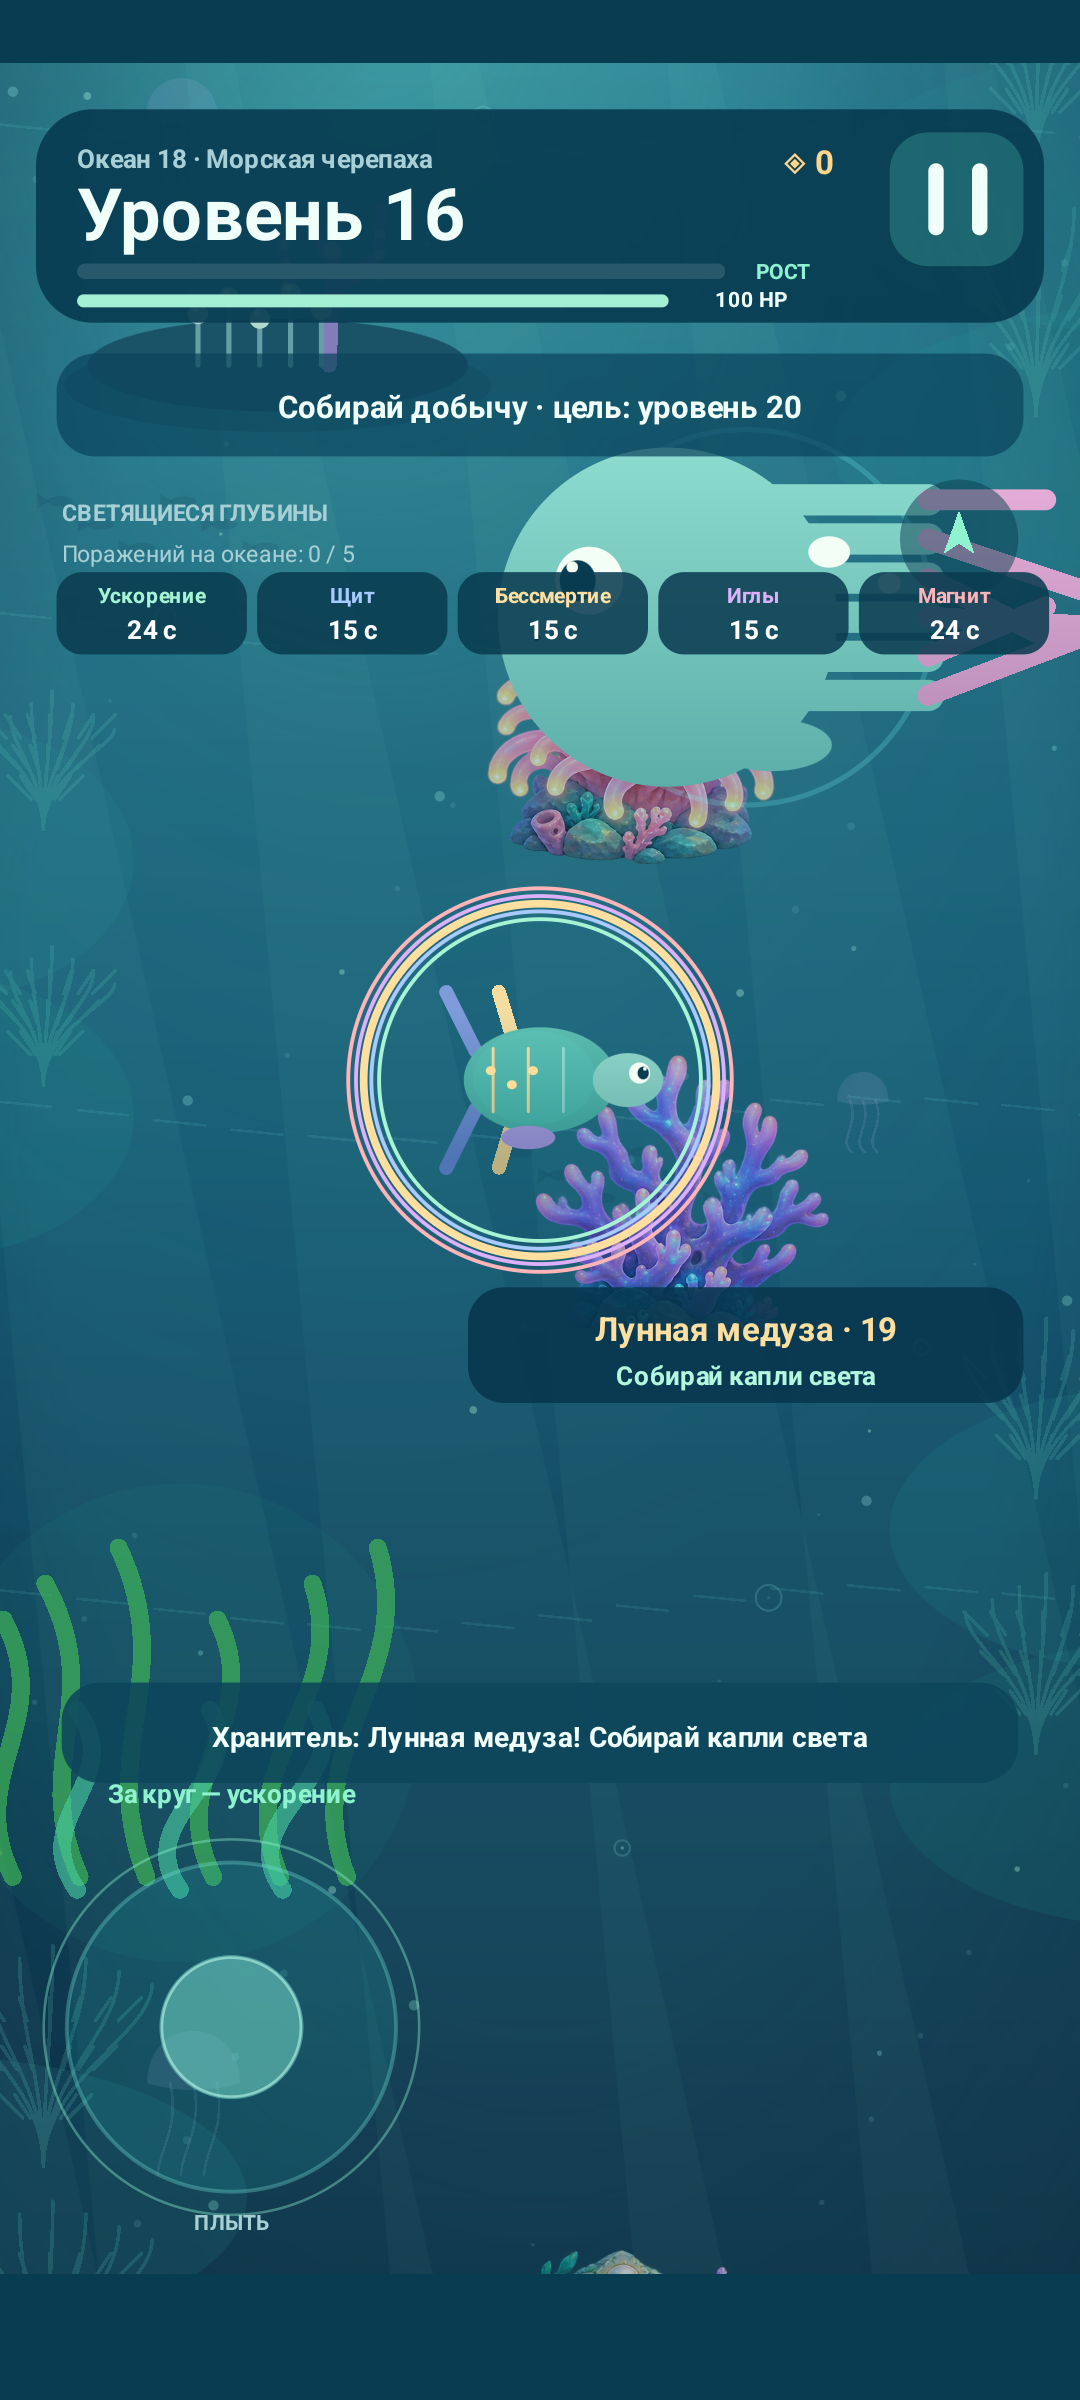 Океан 18 · Морская черепаха
0
Уровень 16
РОСТ
100 HP
Собирай добычу · цель: уровень 20
СВЕТЯЩИЕСЯ ГЛУБИНЫ
Поражений на океане: 0 / 5
Ускорение
24 с
Щит
15 с
Бессмертие
15 с
Иглы
15 с
Магнит
24 с
Лунная медуза · 19
Собирай капли света
Хранитель: Лунная медуза! Собирай капли света
За круг — ускорение
ПЛЫТЬ